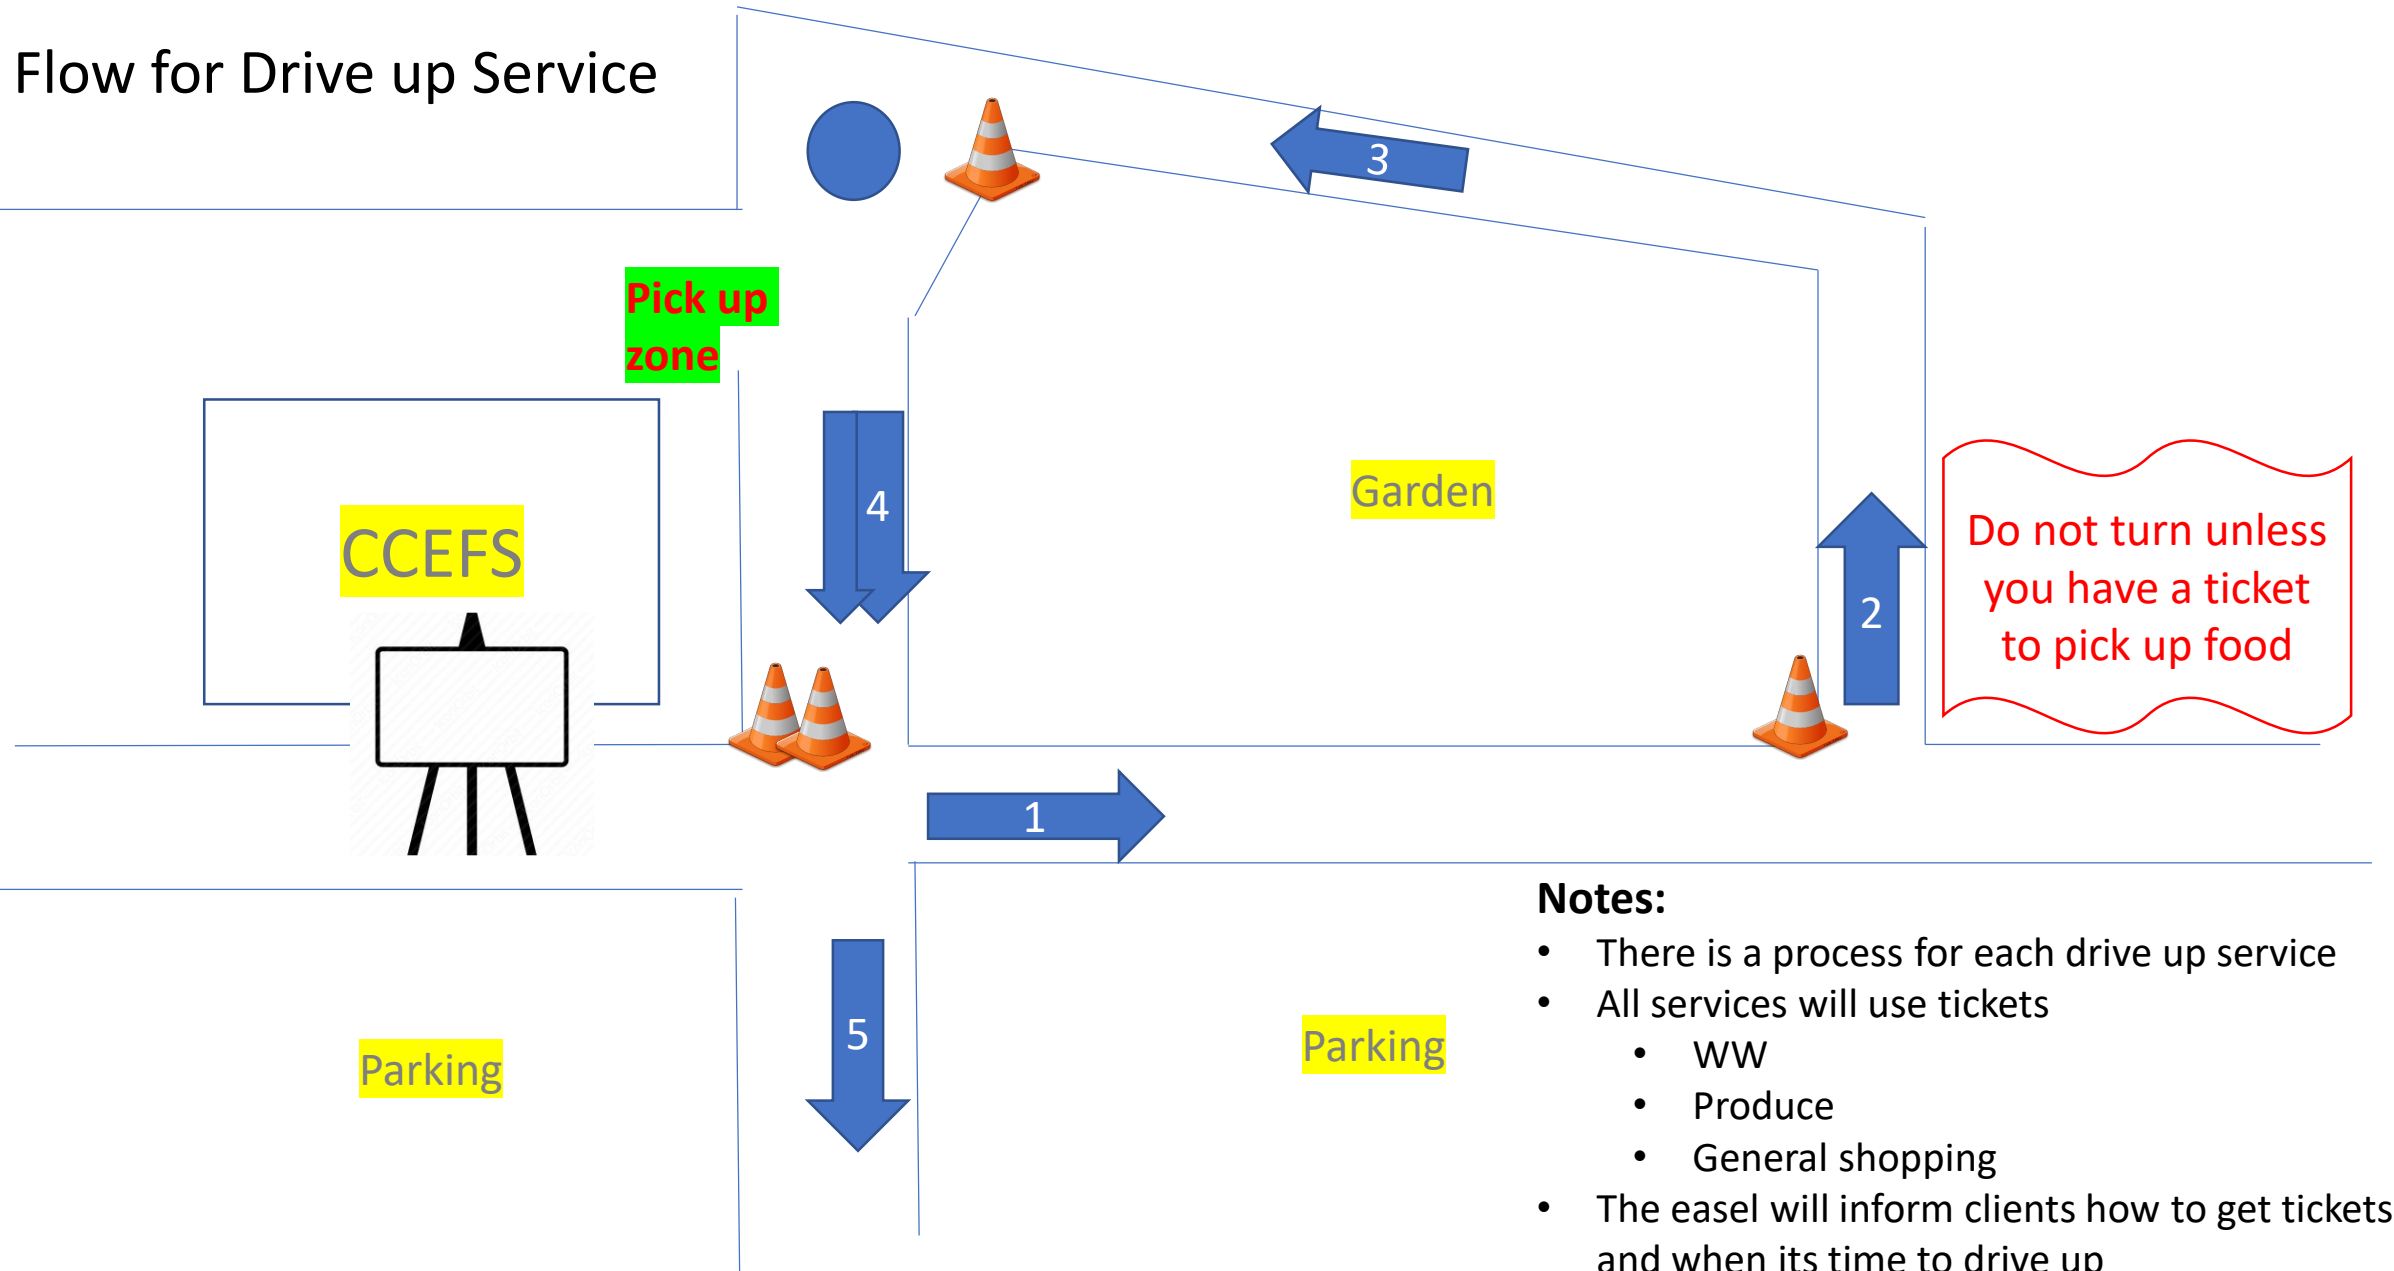 Flow for Drive up Service
3
Pick up
zone
4
Garden
CCEFS
Do not turn unless
you have a ticket
to pick up food
2
1
Notes:
• There is a process for each drive up service
• All services will use tickets
• WW
• Produce
• General shopping
• The easel will inform clients how to get tickets
and when its time to drive up
5
Parking
Parking